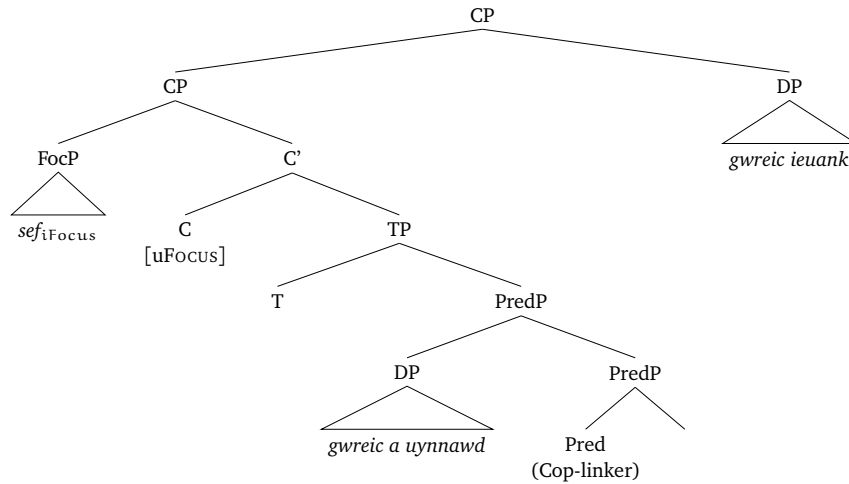 CP
CP DP
gwreic ieuank
FocP C’
sef iFocus
C TP
[uFOCUS]
T PredP
DP PredP
gwreic a uynnawd
Pred
(Cop-linker)